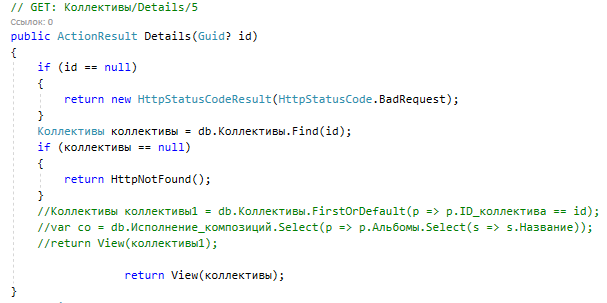 // GET: Коллективы/Details/5
Ссылок: 0
public ActionResult Details(Guid? id)
{
if (id == null)
{
return new HttpStatusCodeResult(HttpStatusCode.BadRequest);
}
Коллективы коллективы = db.Коллективы.Find(id);
if (коллективы == null)
{
return HttpNotFound();
}
//Коллективы коллективы1 = db.Коллективы.FirstOrDefault(p => p.ID_коллектива == id);
//var co = db.Исполнение_композиций.Select(p => p.Альбомы.Select(s => s.Название));
//return View(коллективы1);
return View(коллективы);
}